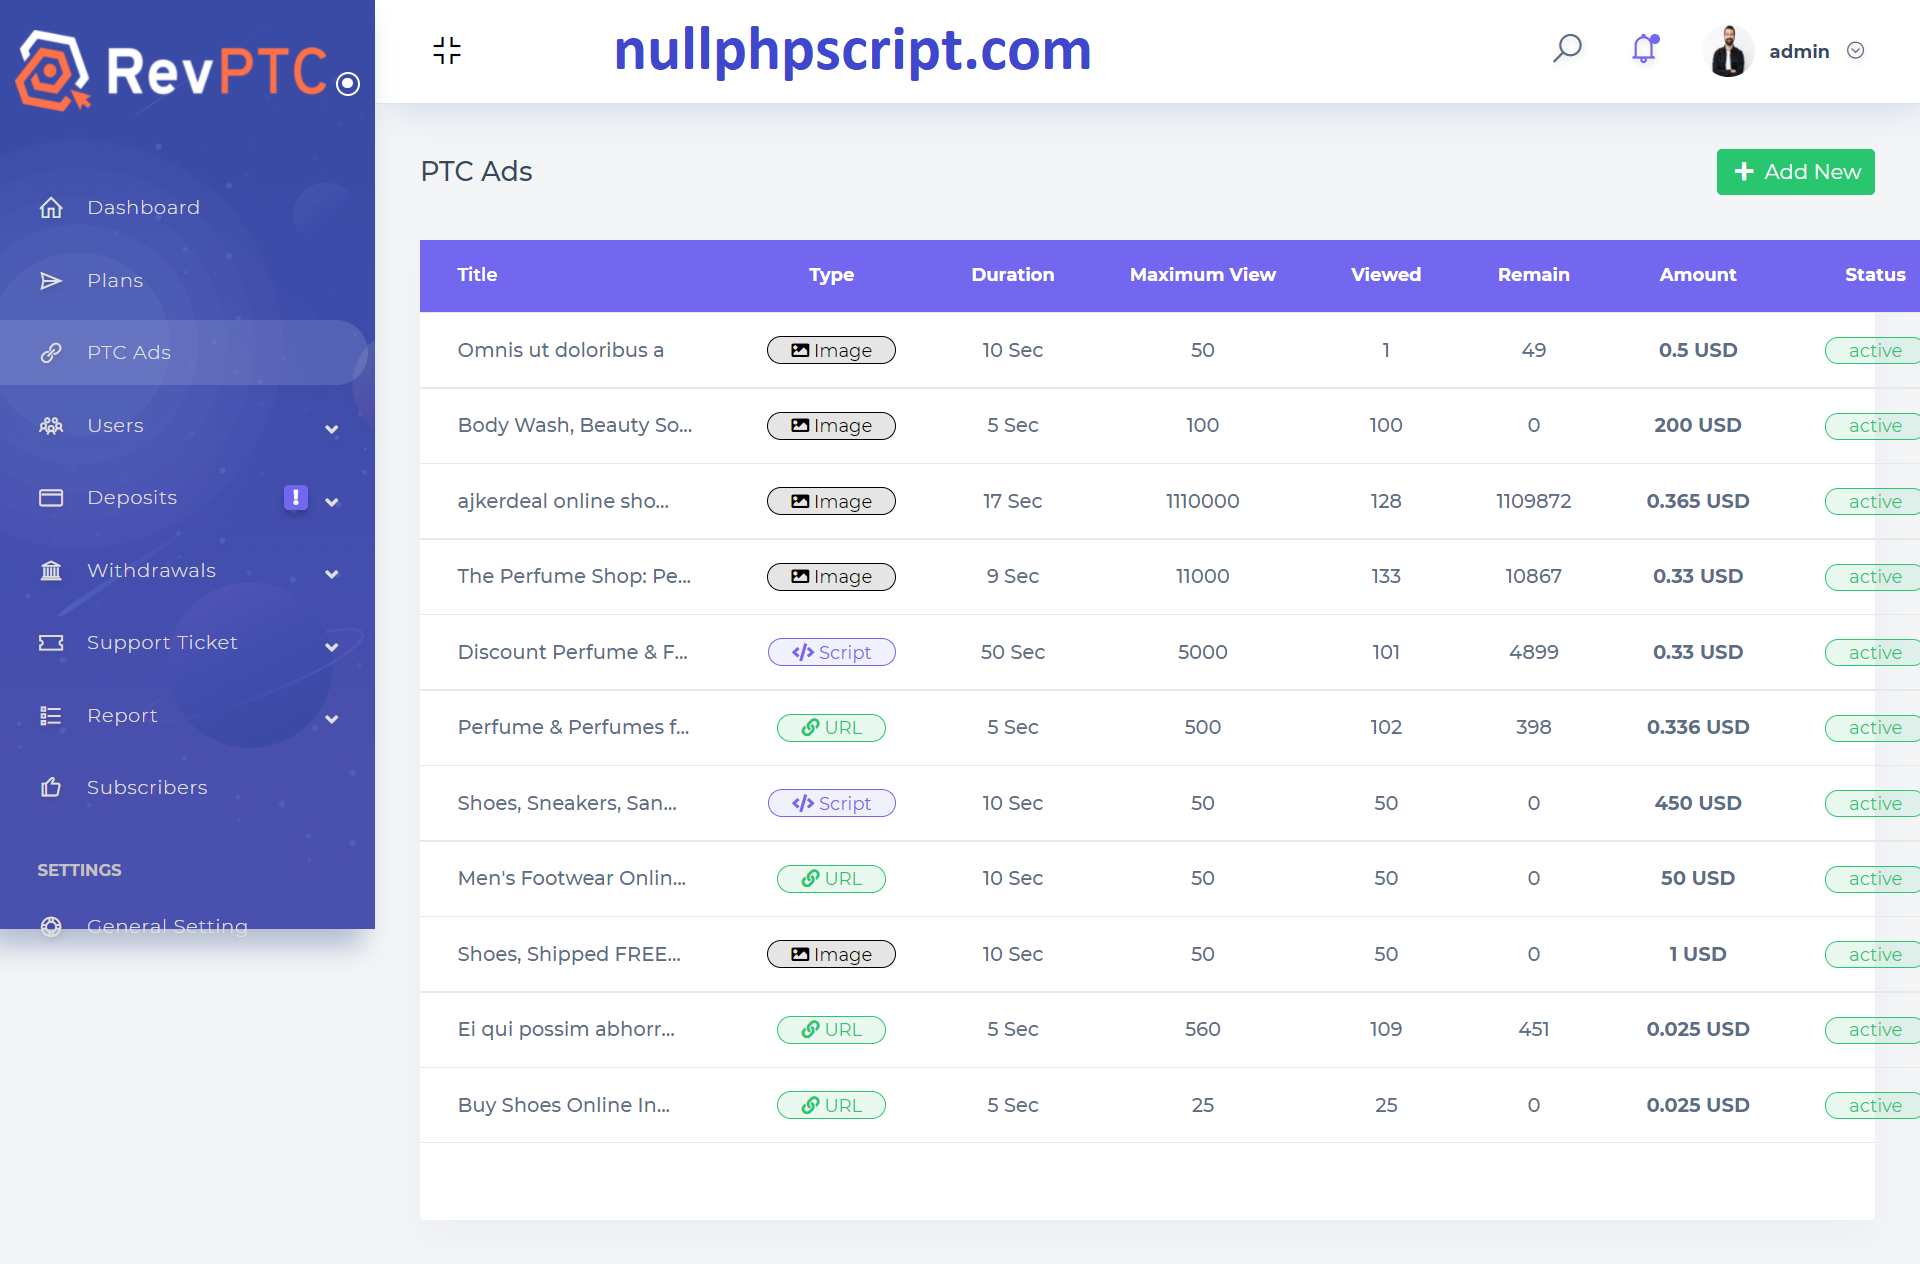 RevPTC
nullphpscript.com
admin
Dashboard
Plans
PTC Ads
Users
Deposits
!
Withdrawals
Support Ticket
Report
Subscribers
SETTINGS
General Setting
PTC Ads
Add New
Title Type Duration Maximum View Viewed Remain Amount Status
Omnis ut doloribus a Image 10 Sec 50 1 49 0.5 USD active
Body Wash, Beauty So... Image 5 Sec 100 100 0 200 USD active
ajkerdeal online sho... Image 17 Sec 1110000 128 1109872 0.365 USD active
The Perfume Shop: Pe... Image 9 Sec 11000 133 10867 0.33 USD active
Discount Perfume & F... Script 50 Sec 5000 101 4899 0.33 USD active
Perfume & Perfumes f... URL 5 Sec 500 102 398 0.336 USD active
Shoes, Sneakers, San... Script 10 Sec 50 50 0 450 USD active
Men's Footwear Onlin... URL 10 Sec 50 50 0 50 USD active
Shoes, Shipped FREE... Image 10 Sec 50 50 0 1 USD active
Ei qui possim abhorr... URL 5 Sec 560 109 451 0.025 USD active
Buy Shoes Online In... URL 5 Sec 25 25 0 0.025 USD active